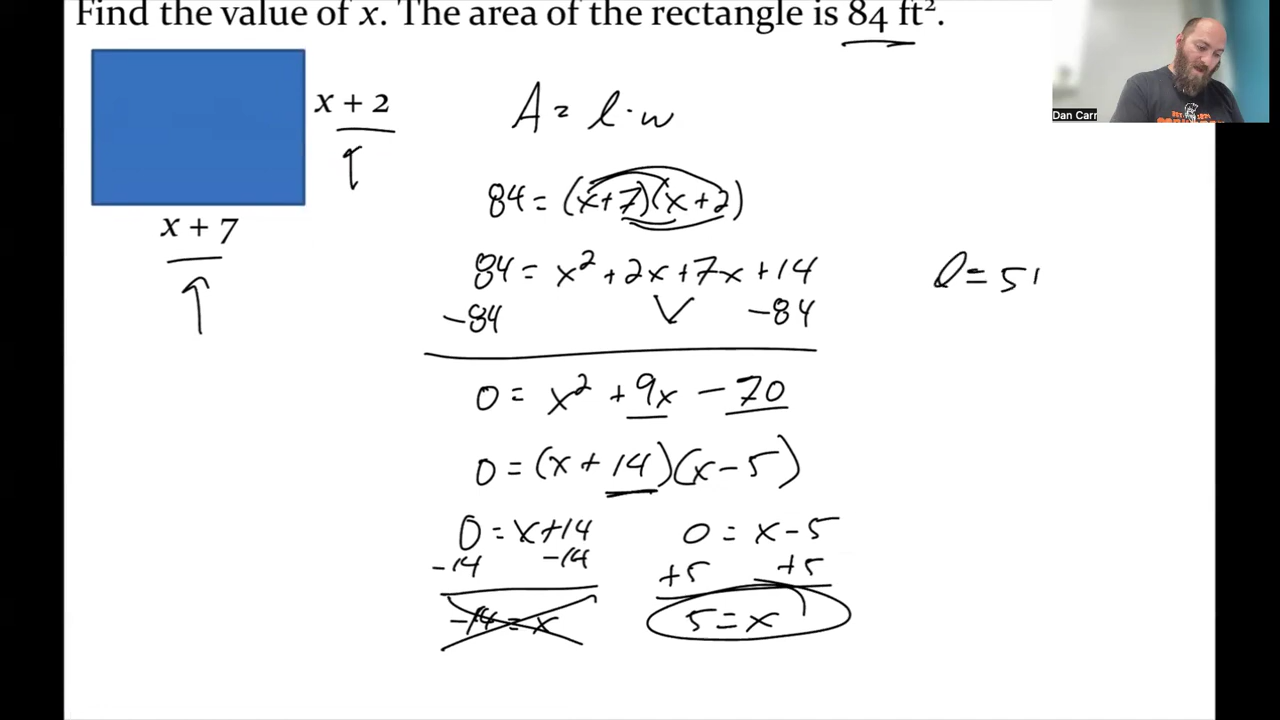 Find the value of x. The area of the rectangle is 84 ft².
x + 2
x + 7
A = l · w
84 = (x+7)(x+2)
84 = x² + 2x + 7x + 14
-84 -84
0 = x² + 9x - 70
0 = (x + 14)(x - 5)
0 = x+14
-14 -14
-14 = x
0 = x - 5
+5 +5
5 = x
l = 5
Dan Carr